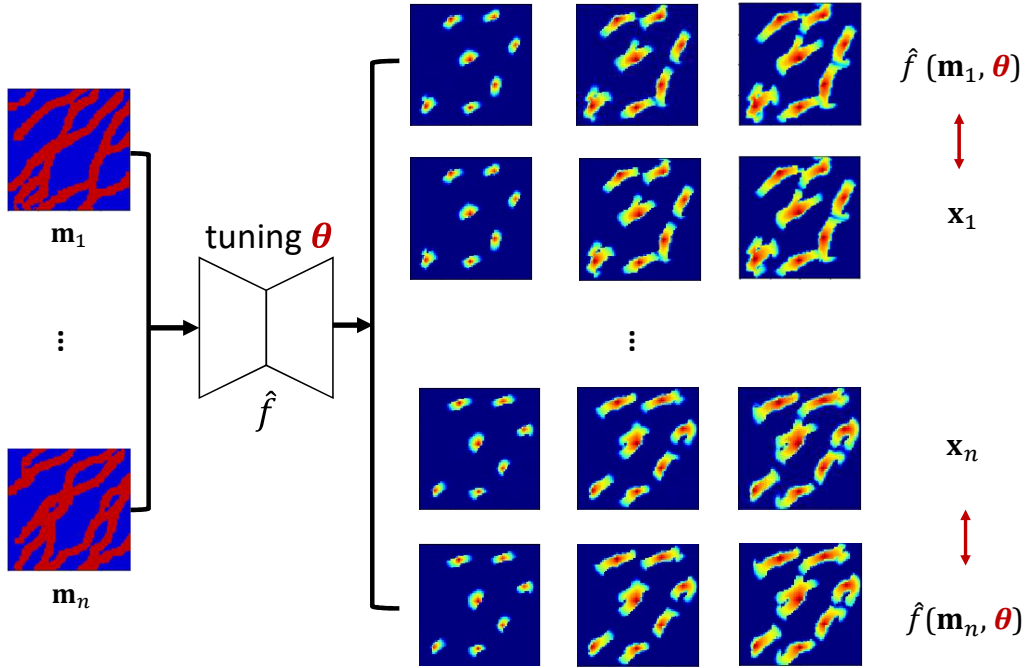 f̂ (𝐦₁, 𝜽)
𝐱₁
𝐦₁
tuning 𝜽
⋮
⋮
f̂
𝐱ₙ
𝐦ₙ
f̂(𝐦ₙ, 𝜽)